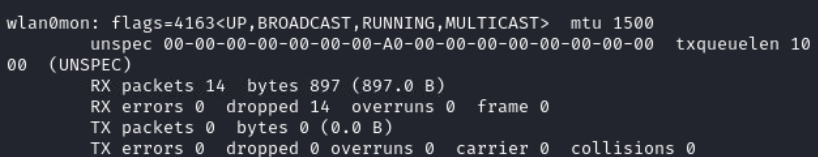 wlan0mon: flags=4163<UP,BROADCAST,RUNNING,MULTICAST>  mtu 1500
        unspec 00-00-00-00-00-A0-00-00-00-00-00-00-00-00-00-00  txqueuelen 10
00  (UNSPEC)
        RX packets 14  bytes 897 (897.0 B)
        RX errors 0  dropped 14  overruns 0  frame 0
        TX packets 0  bytes 0 (0.0 B)
        TX errors 0  dropped 0 overruns 0  carrier 0  collisions 0